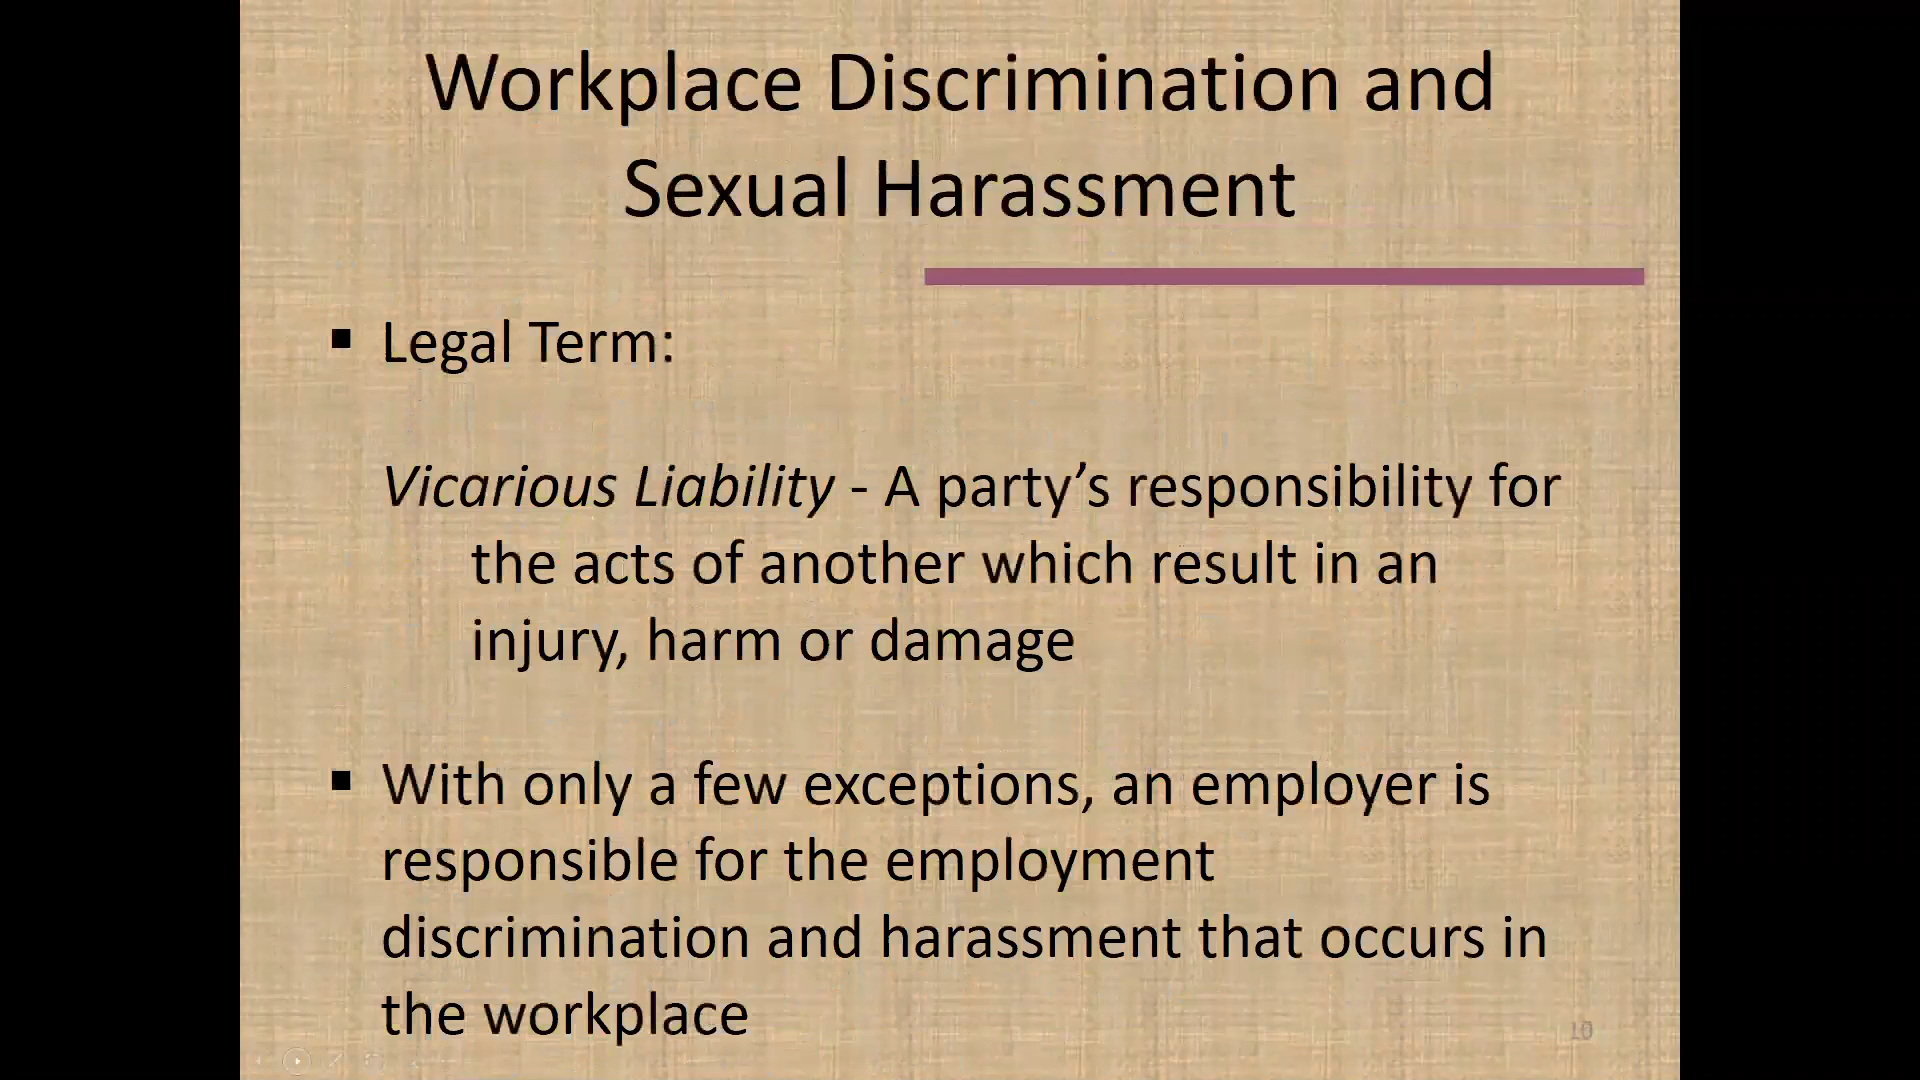 Workplace Discrimination and
Sexual Harassment
▪ Legal Term:
Vicarious Liability - A party’s responsibility for
the acts of another which result in an
injury, harm or damage
▪ With only a few exceptions, an employer is
responsible for the employment
discrimination and harassment that occurs in
the workplace
10